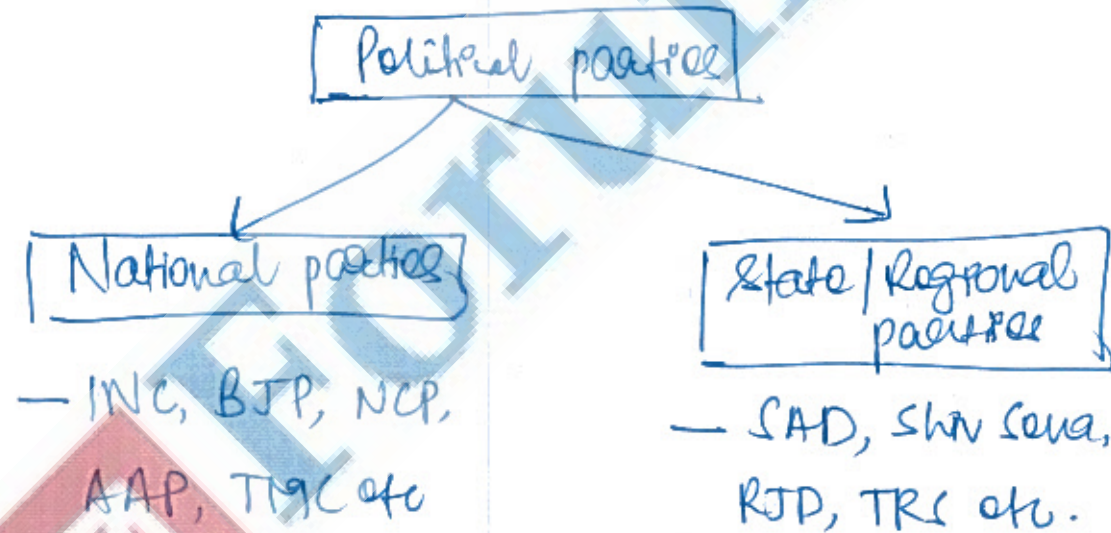 Political parties
National parties
State/Regional
parties
— INC, BJP, NCP,
AAP, TMC etc
— SAD, Shiv Sena,
RJD, TRS etc.
Forum